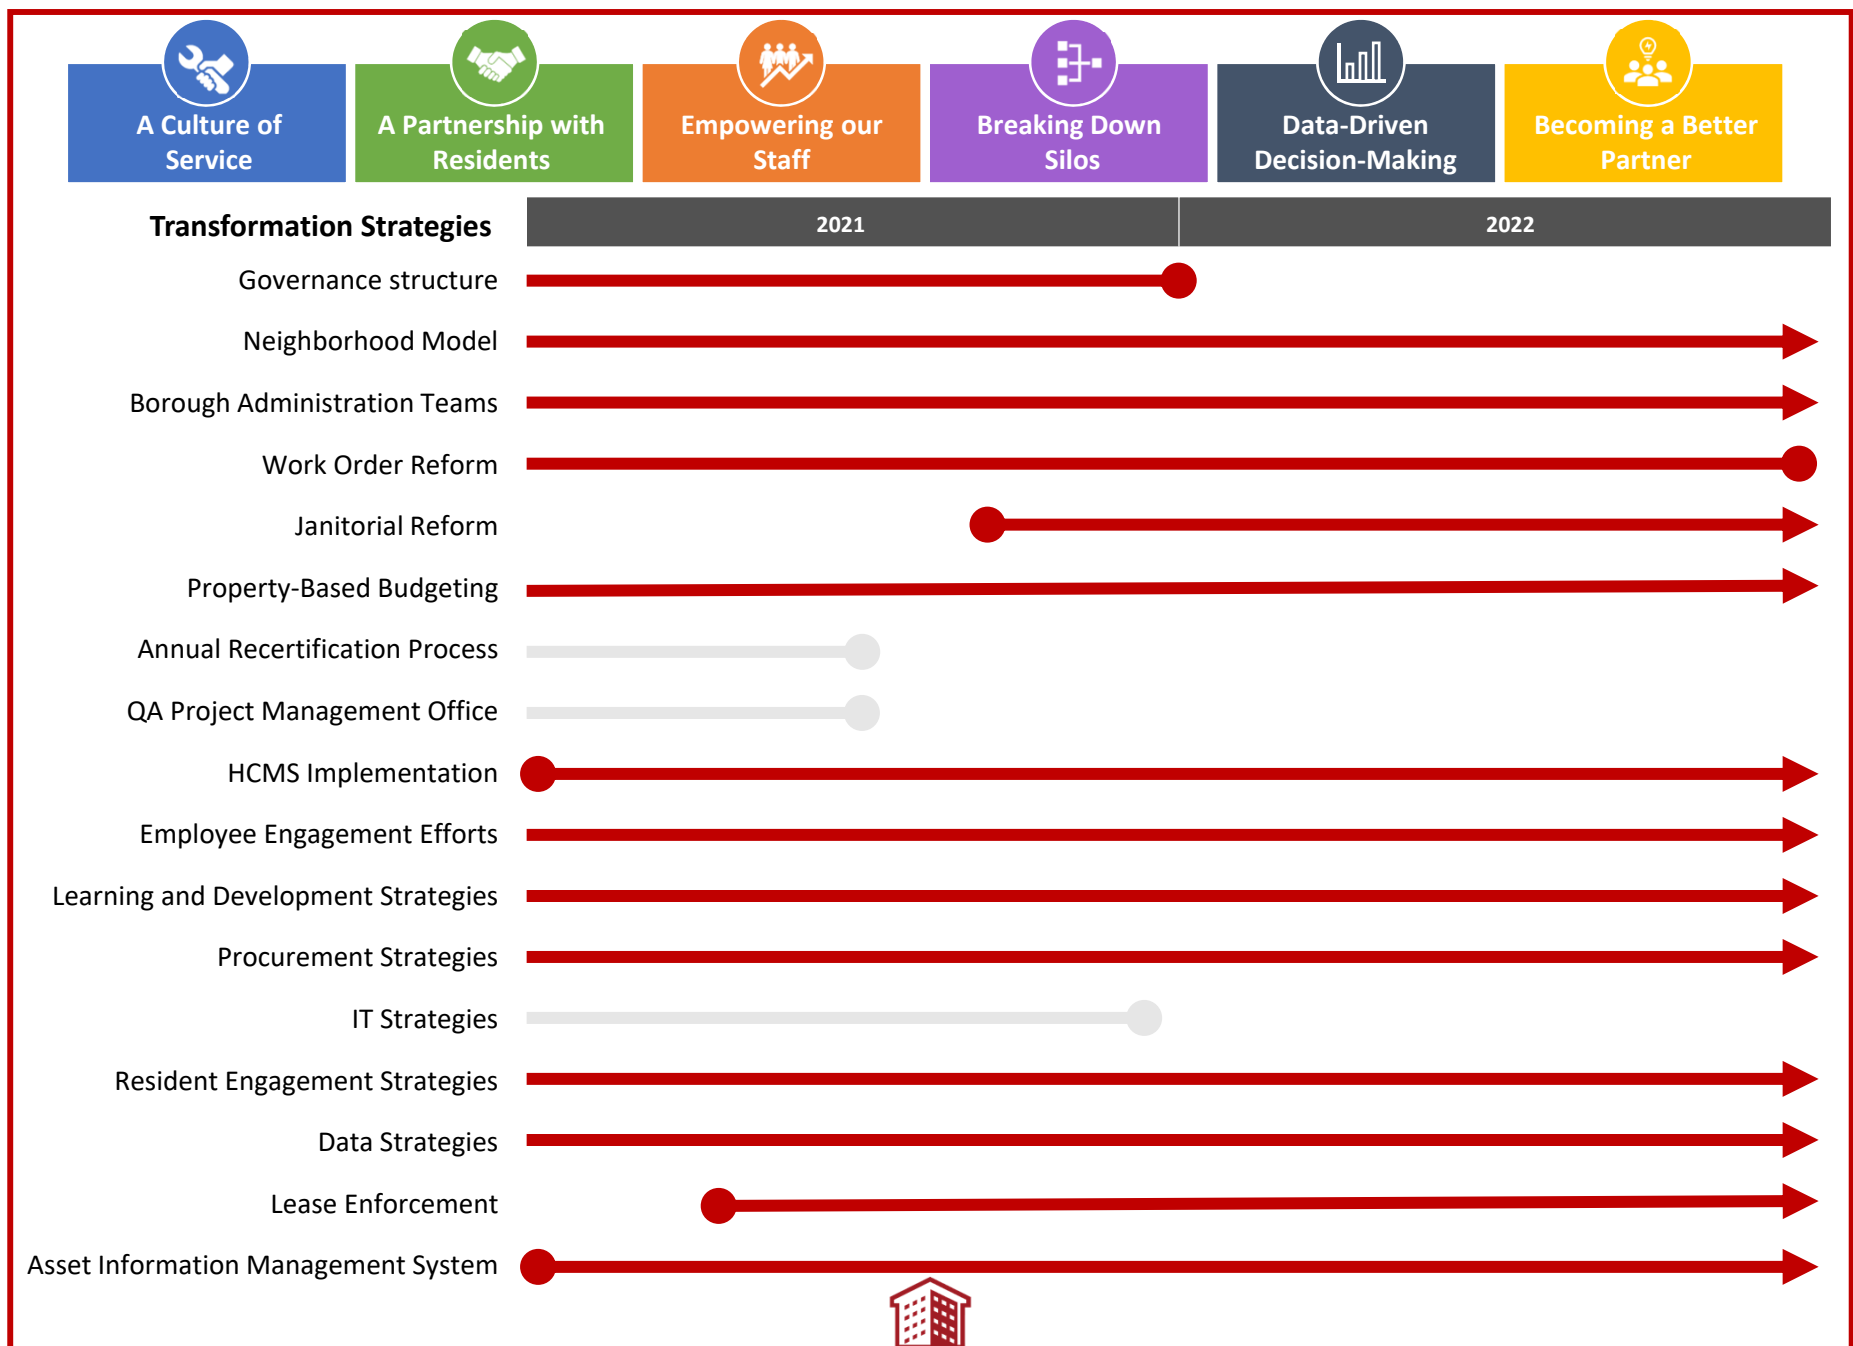 A Culture of
Service
A Partnership with
Residents
Empowering our
Staff
Breaking Down
Silos
Data-Driven
Decision-Making
Becoming a Better
Partner
Transformation Strategies
2021
2022
Governance structure
Neighborhood Model
Borough Administration Teams
Work Order Reform
Janitorial Reform
Property-Based Budgeting
Annual Recertification Process
QA Project Management Office
HCMS Implementation
Employee Engagement Efforts
Learning and Development Strategies
Procurement Strategies
IT Strategies
Resident Engagement Strategies
Data Strategies
Lease Enforcement
Asset Information Management System